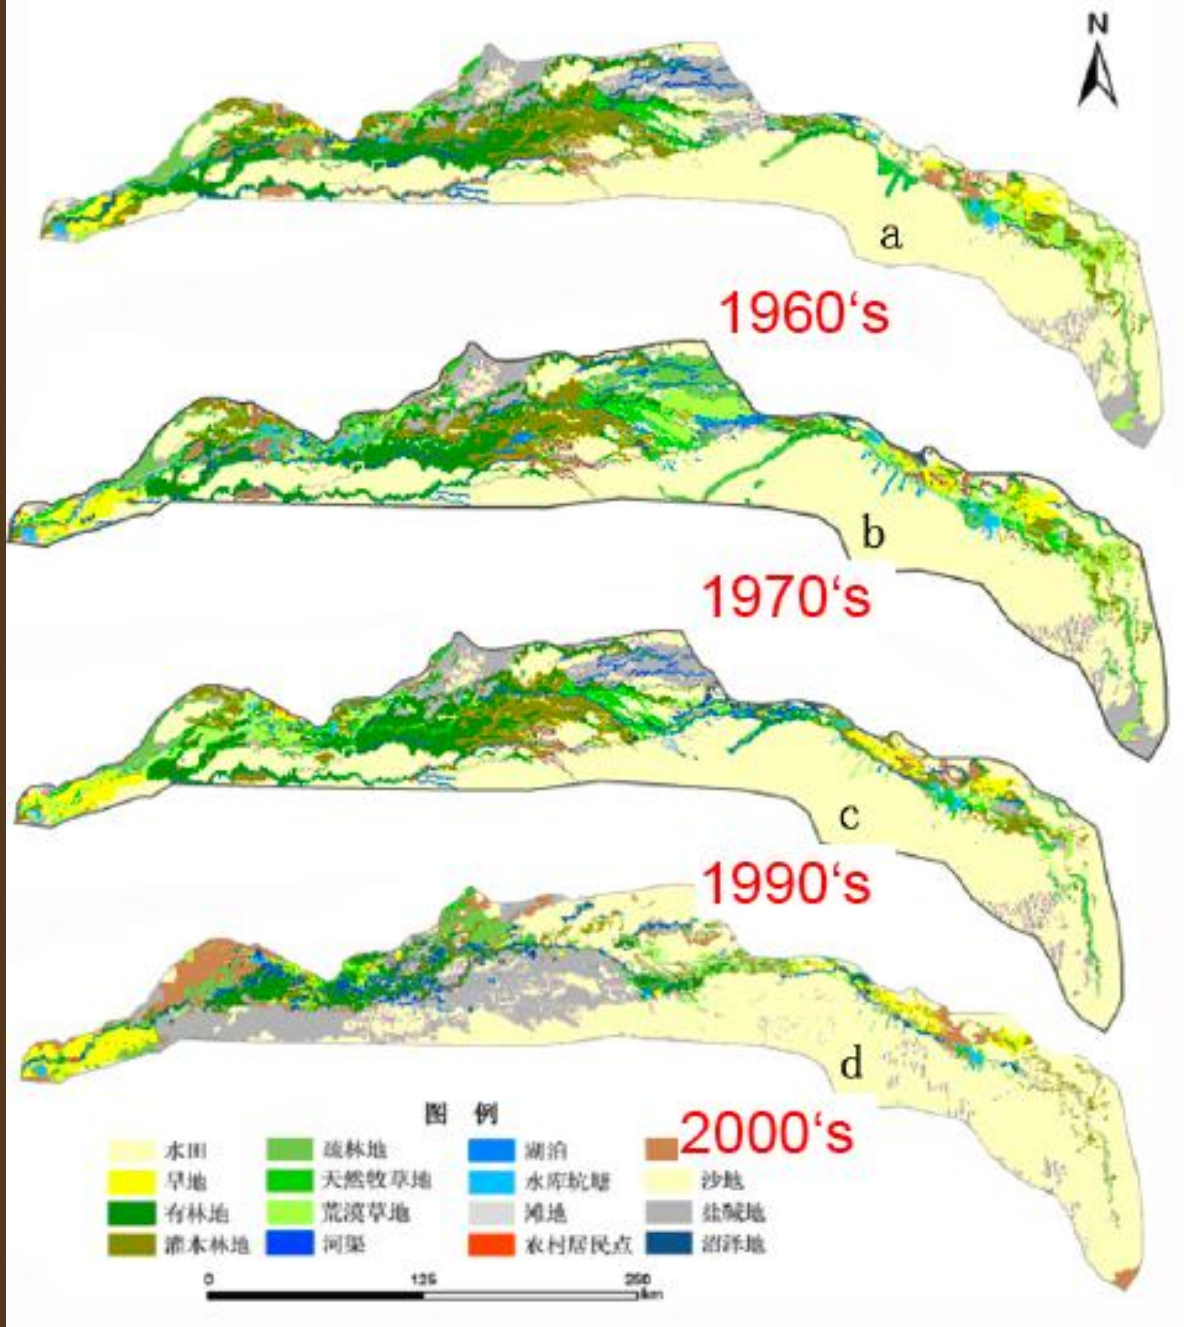 N
a
1960‘s
b
1970‘s
c
1990‘s
d
2000‘s
图 例
水田 疏林地 湖泊
旱地 天然牧草地 水库坑塘 沙地
有林地 荒漠草地 滩地 盐碱地
灌木林地 河渠 农村居民点 沼泽地
0 125 250
km